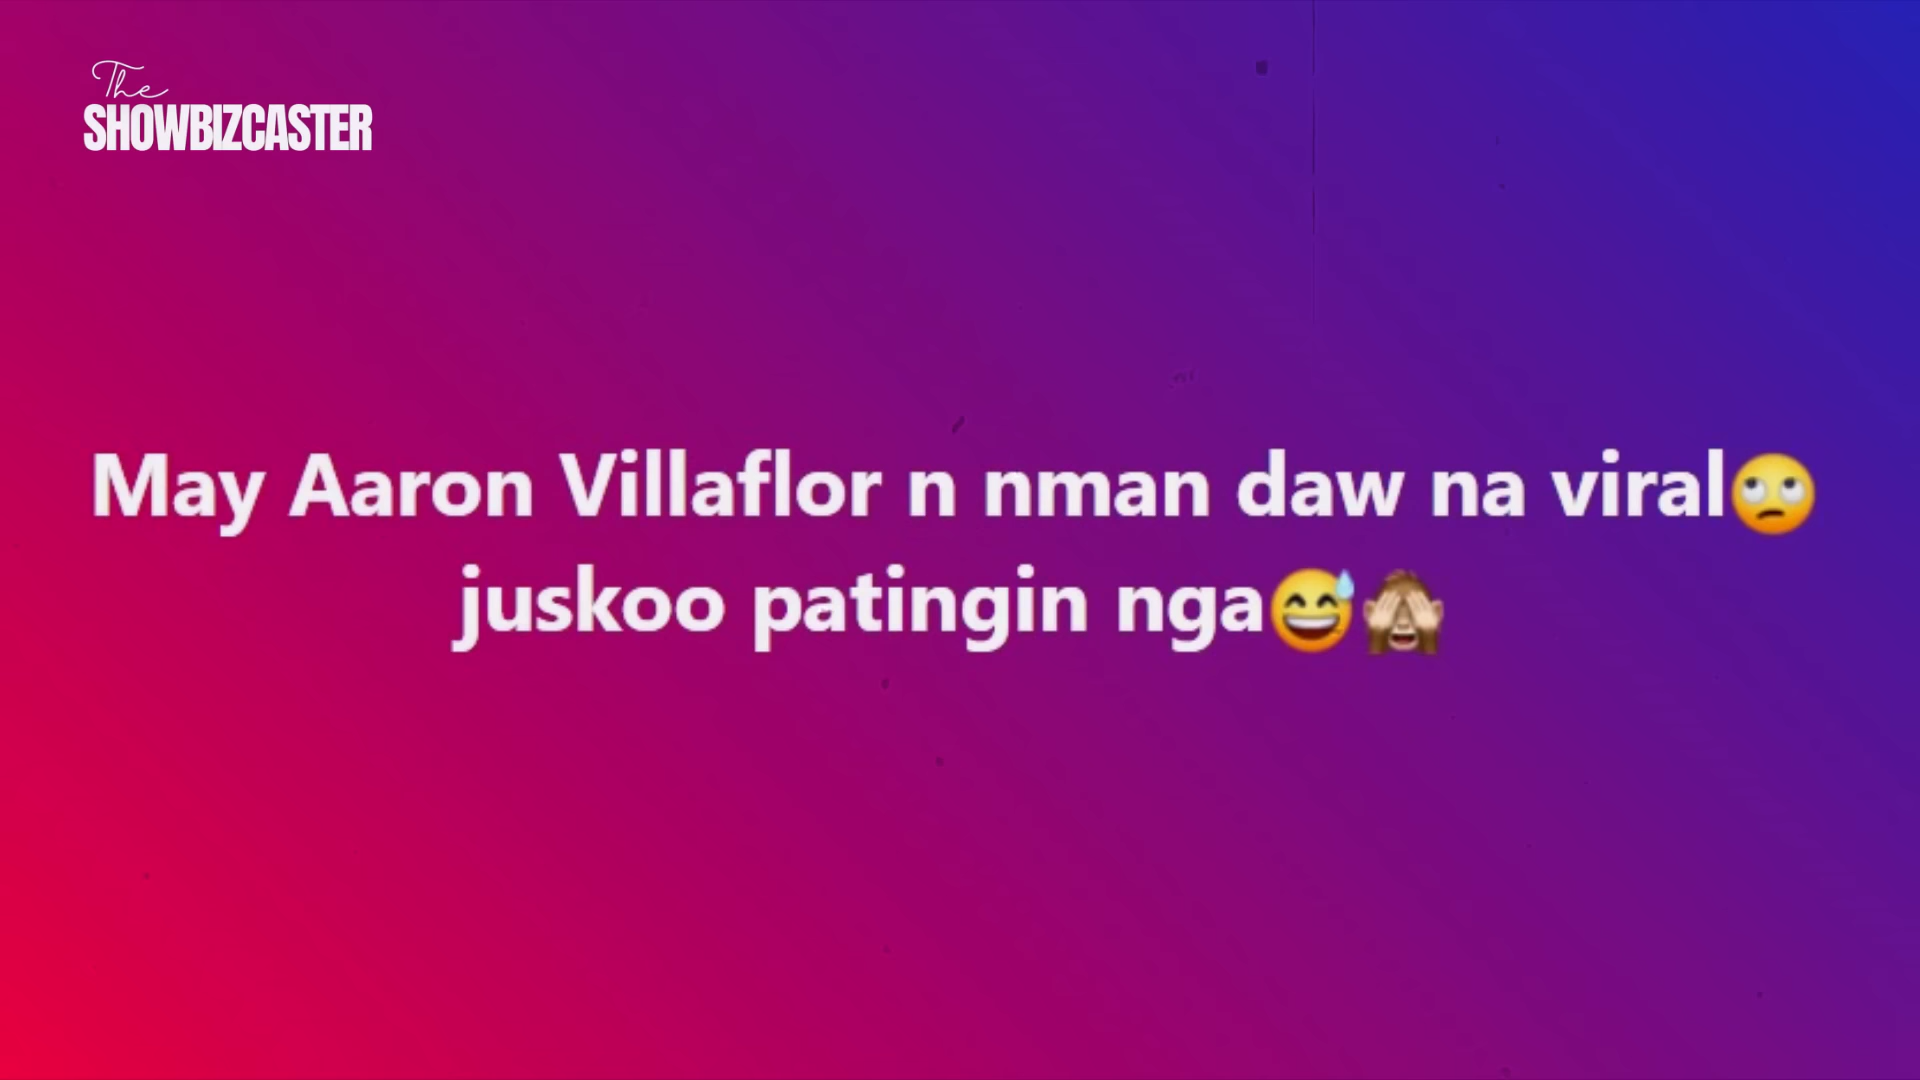 The
SHOWBIZCASTER
May Aaron Villaflor n nman daw na viral🙄
juskoo patingin nga😅🙈